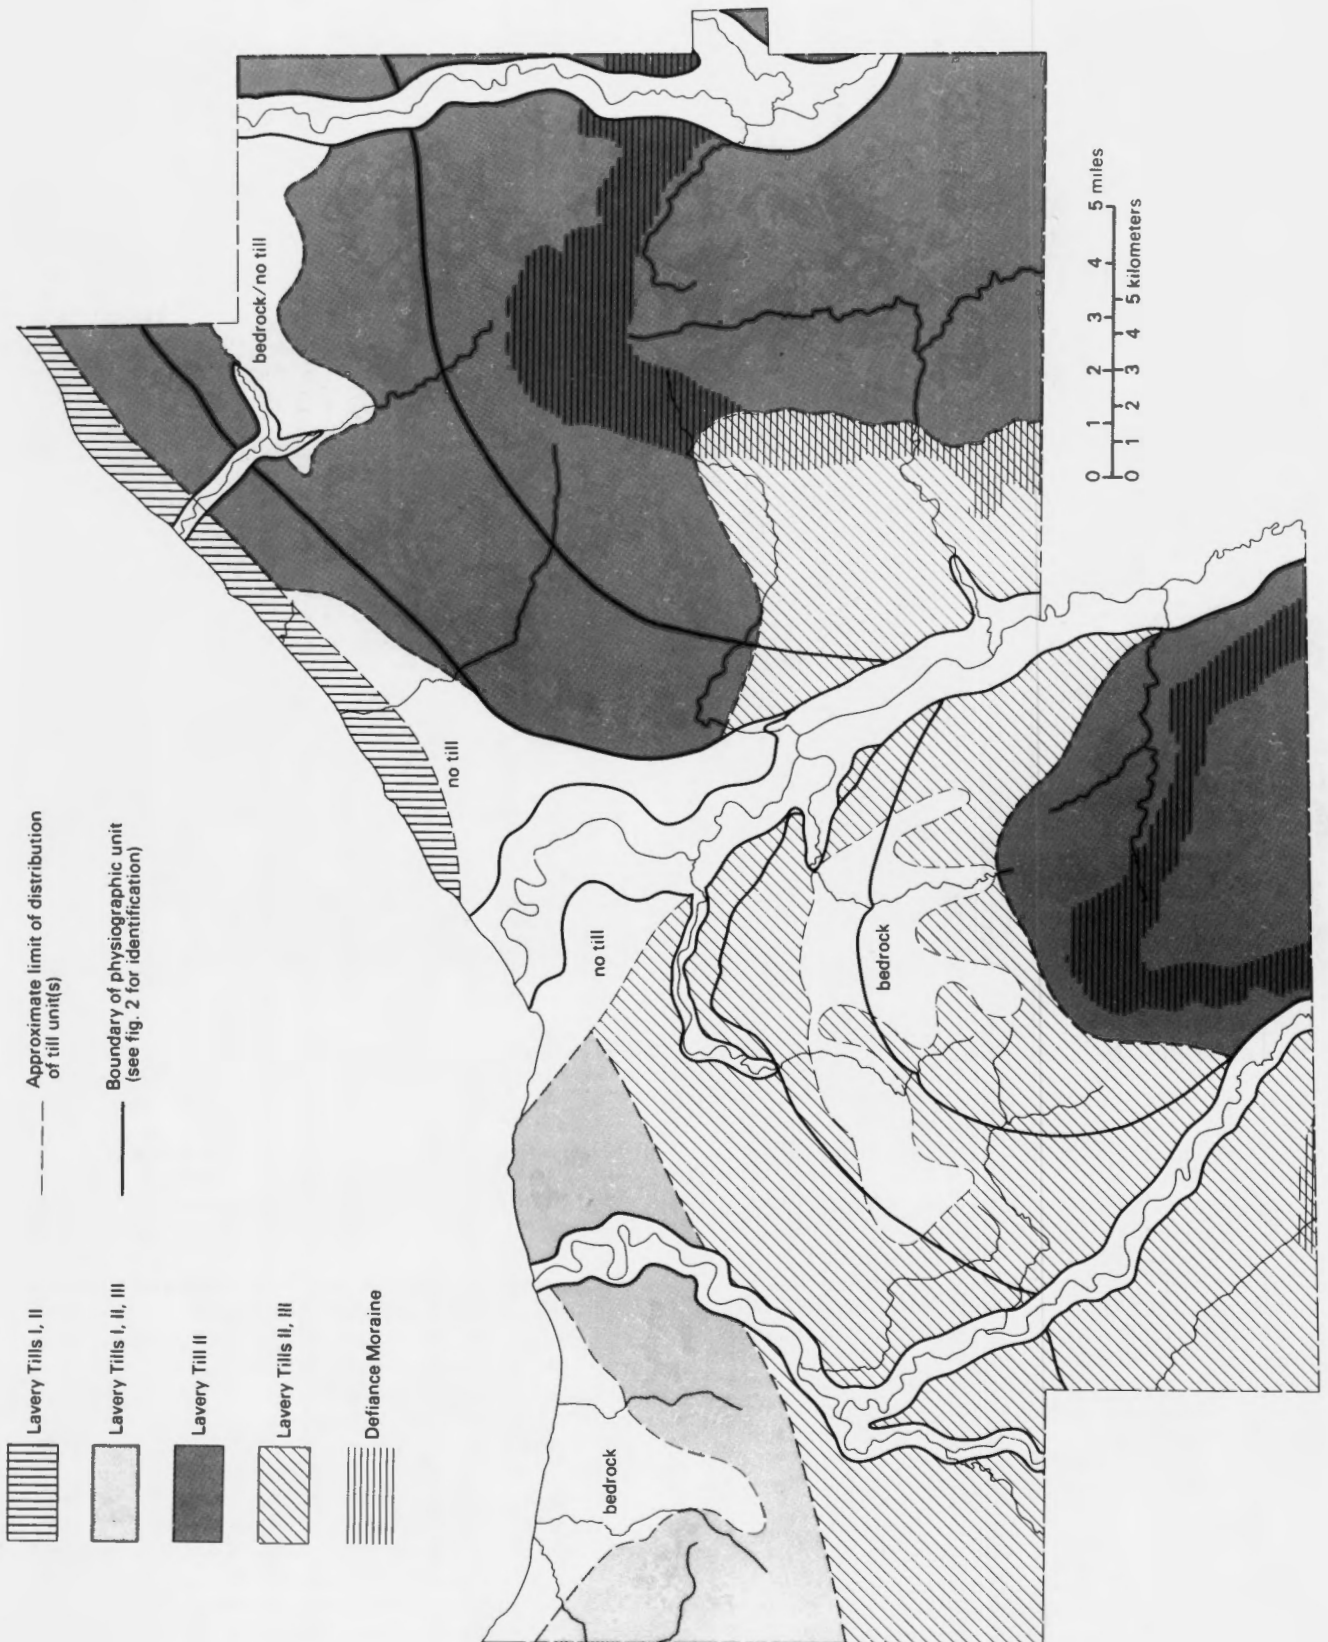 Lavery Tills I, II
Lavery Tills I, II, III
Lavery Till II
Lavery Tills II, III
Defiance Moraine
Approximate limit of distribution
of till unit(s)
Boundary of physiographic unit
(see fig. 2 for identification)
bedrock
no till
no till
bedrock
bedrock/no till
0 1 2 3 4 5 miles
0 1 2 3 4 5 kilometers